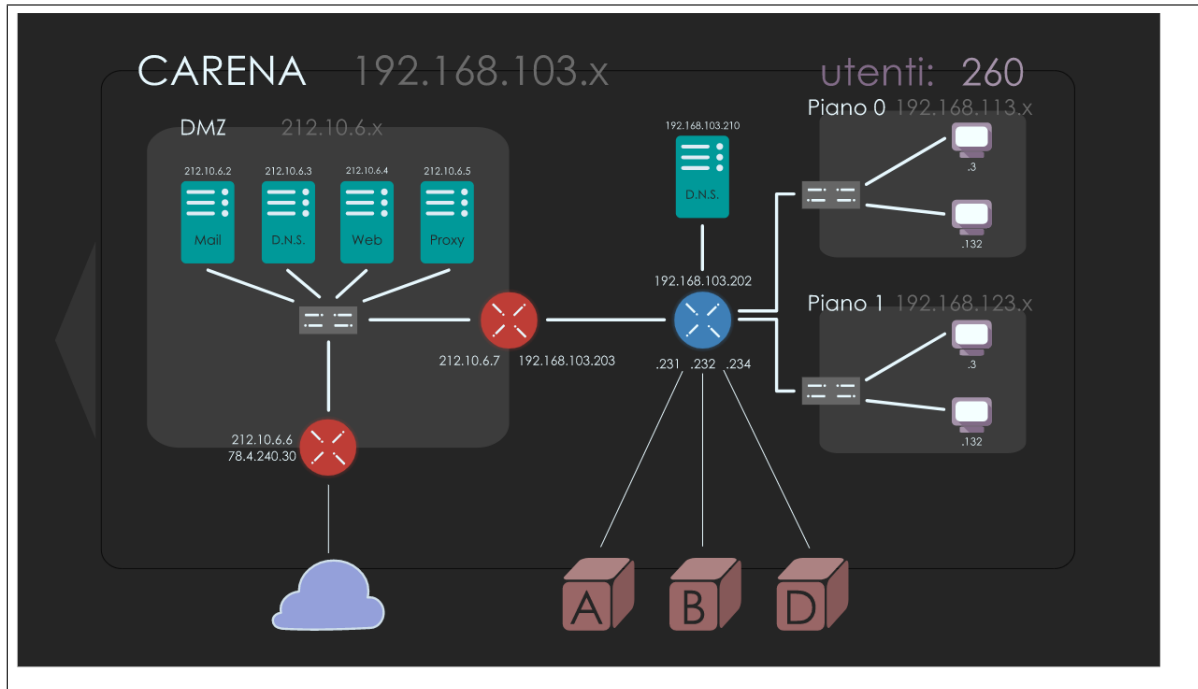 CARENA 192.168.103.x utenti: 260
DMZ 212.10.6.x
212.10.6.2 212.10.6.3 212.10.6.4 212.10.6.5
Mail D.N.S. Web Proxy
212.10.6.7 192.168.103.203
212.10.6.6
78.4.240.30
192.168.103.210
D.N.S.
192.168.103.202
.231 .232 .234
Piano 0 192.168.113.x
.3
.132
Piano 1 192.168.123.x
.3
.132
A B D